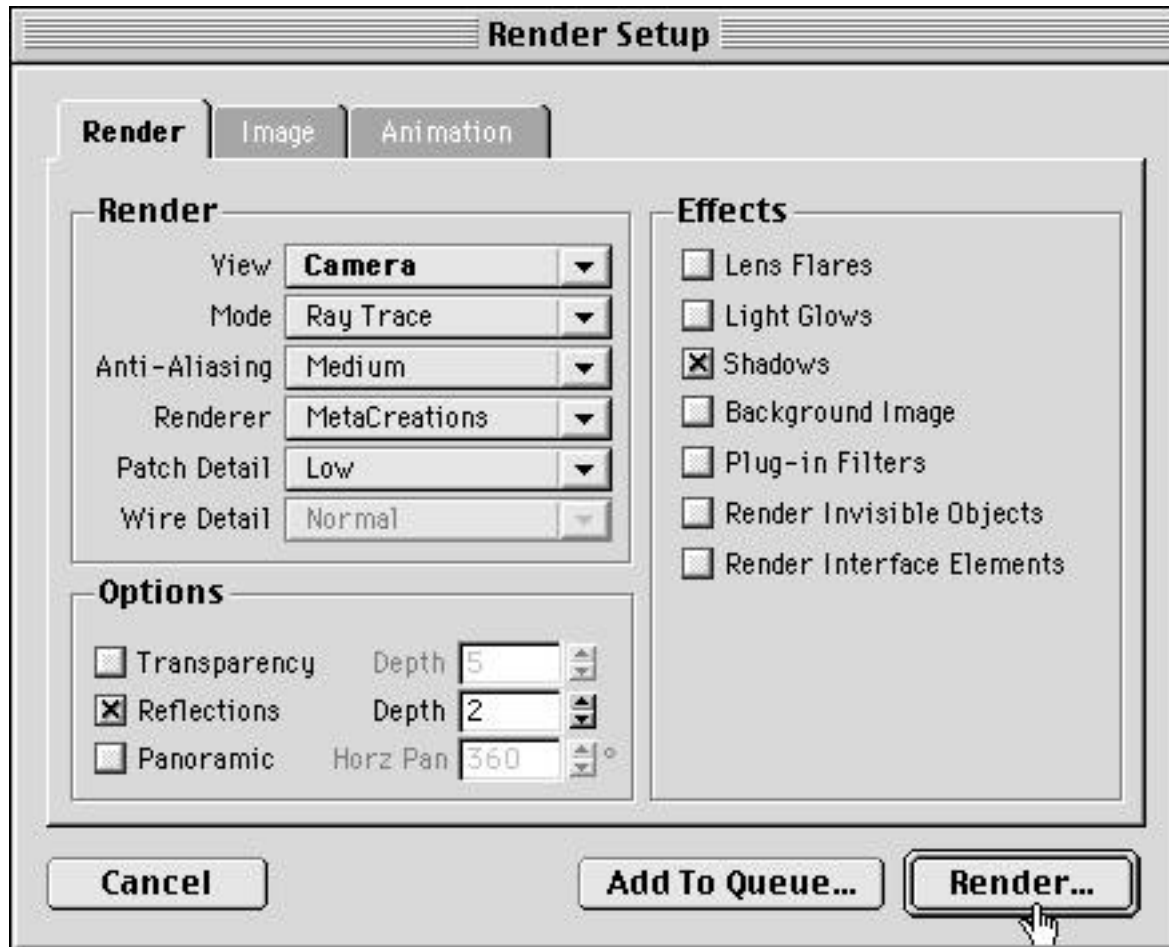 Render Setup
Render
Image
Animation
Render
View Camera
Mode Ray Trace
Anti-Aliasing Medium
Renderer MetaCreations
Patch Detail Low
Wire Detail Normal
Options
Transparency Depth 5
Reflections Depth 2
Panoramic Horz Pan 360 °
Effects
Lens Flares
Light Glows
Shadows
Background Image
Plug-in Filters
Render Invisible Objects
Render Interface Elements
Cancel
Add To Queue...
Render...